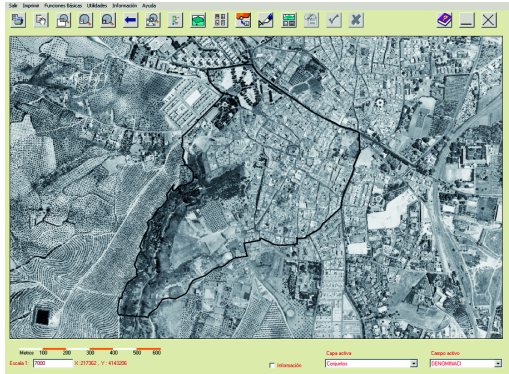 Salir Imprimir Funciones Básicas Utilidades Información Ayuda
Metros 100 200 300 400 500 600
Escala 1: 7000 X: 217362 , Y: 4143206
Información
Capa activa
Conjuntos
Campo activo
DENOMINACI